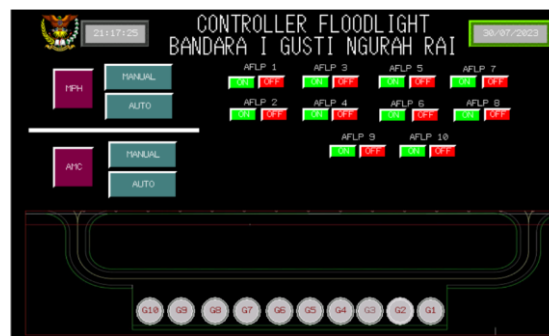 CONTROLLER FLOODLIGHT
BANDARA I GUSTI NGURAH RAI
21:17:25
30/07/2023
MPH
MANUAL
AUTO
AMC
MANUAL
AUTO
AFLP 1 AFLP 3 AFLP 5 AFLP 7
ON OFF ON OFF ON OFF ON OFF
AFLP 2 AFLP 4 AFLP 6 AFLP 8
ON OFF ON OFF ON OFF ON OFF
AFLP 9 AFLP 10
ON OFF ON OFF
G10 G9 G8 G7 G6 G5 G4 G3 G2 G1